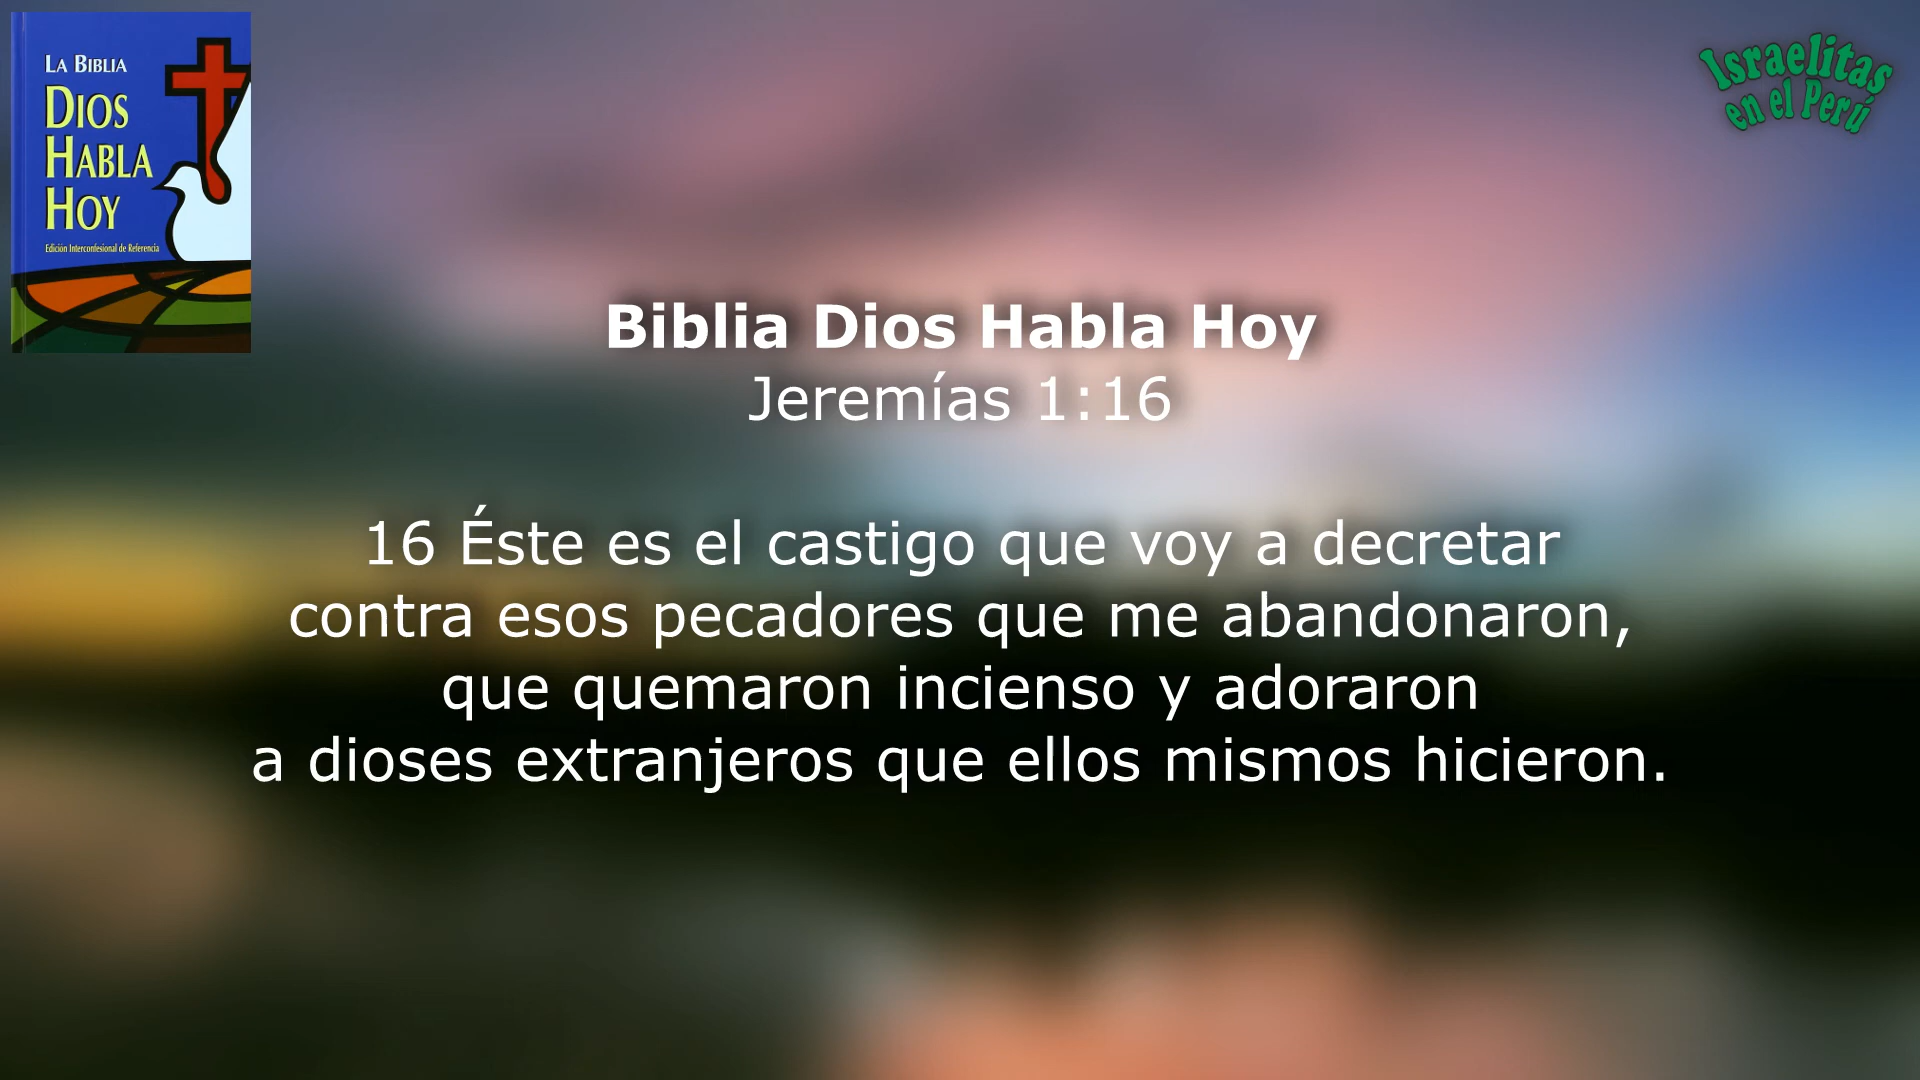 LA BIBLIA
DIOS
HABLA
HOY
Edición Interconfesional de Referencia
Israelitas
en el Perú
Biblia Dios Habla Hoy
Jeremías 1:16
16 Éste es el castigo que voy a decretar
contra esos pecadores que me abandonaron,
que quemaron incienso y adoraron
a dioses extranjeros que ellos mismos hicieron.